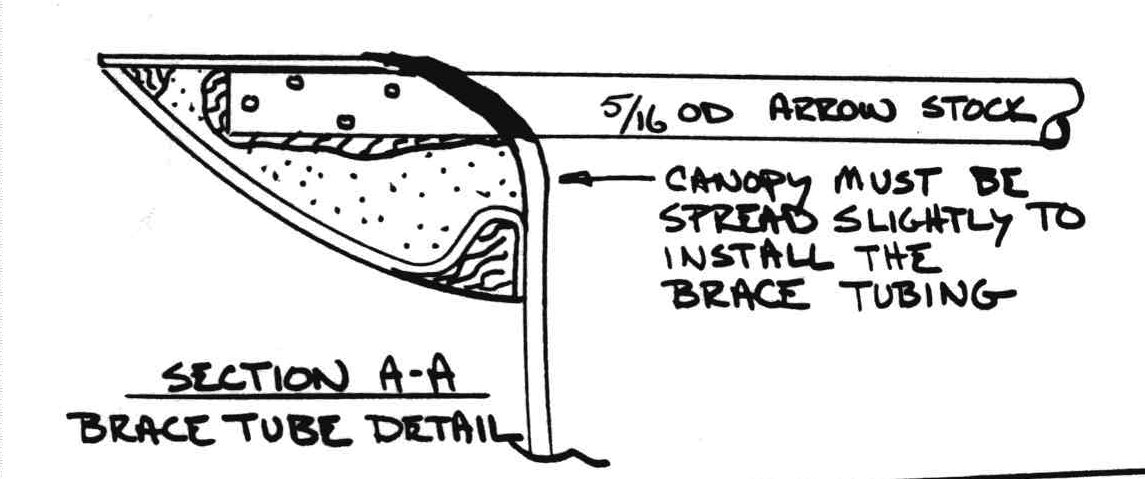 5/16 OD ARROW STOCK
CANOPY MUST BE
SPREAD SLIGHTLY TO
INSTALL THE
BRACE TUBING
SECTION A-A
BRACE TUBE DETAIL